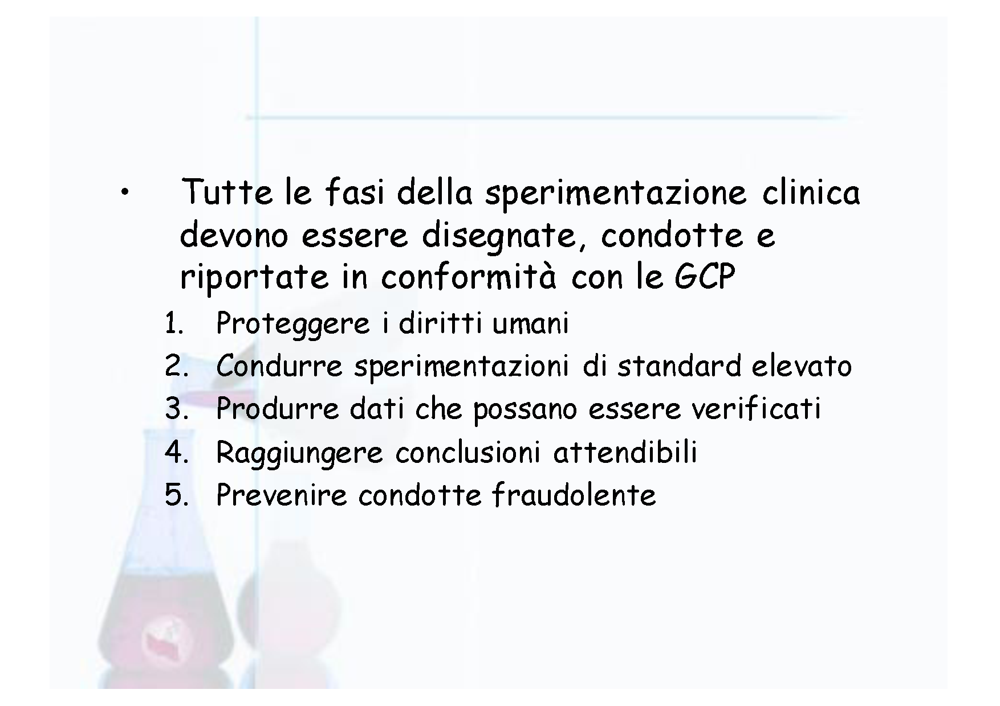 • Tutte le fasi della sperimentazione clinica
devono essere disegnate, condotte e
riportate in conformità con le GCP
1. Proteggere i diritti umani
2. Condurre sperimentazioni di standard elevato
3. Produrre dati che possano essere verificati
4. Raggiungere conclusioni attendibili
5. Prevenire condotte fraudolente